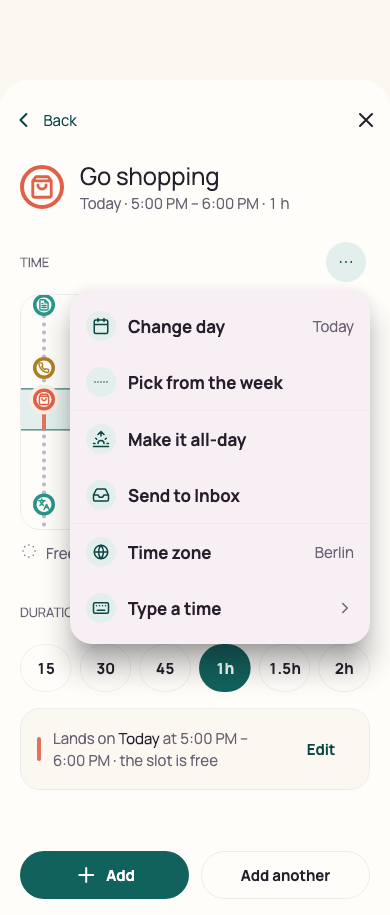 Back
Go shopping
Today · 5:00 PM – 6:00 PM · 1 h
TIME
Change day Today
Pick from the week
Make it all-day
Send to Inbox
Time zone Berlin
Type a time
15 30 45 1h 1.5h 2h
Lands on Today at 5:00 PM –
6:00 PM · the slot is free
Edit
Add
Add another